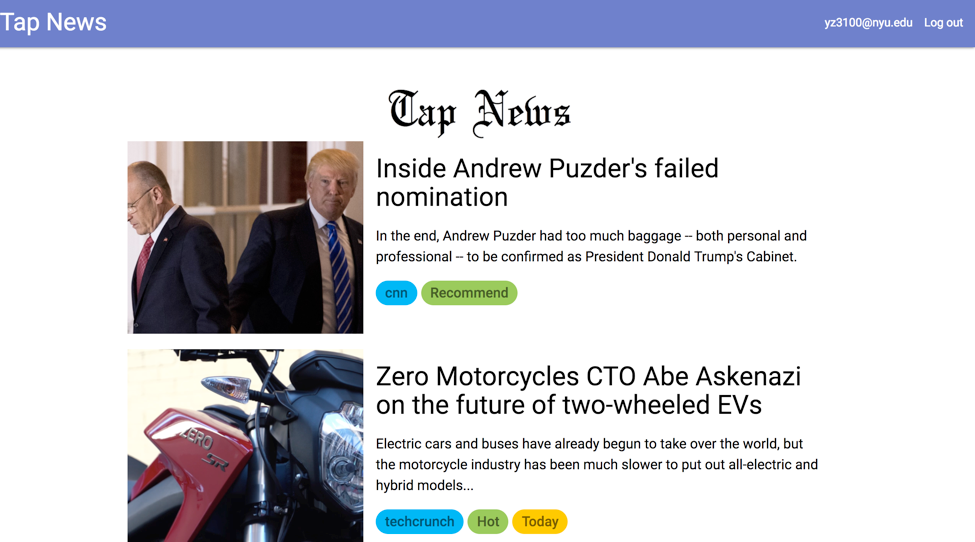 Tap News
yz3100@nyu.edu Log out
Tap News
Inside Andrew Puzder's failed
nomination
In the end, Andrew Puzder had too much baggage -- both personal and
professional -- to be confirmed as President Donald Trump's Cabinet.
cnn Recommend
Zero Motorcycles CTO Abe Askenazi
on the future of two-wheeled EVs
Electric cars and buses have already begun to take over the world, but
the motorcycle industry has been much slower to put out all-electric and
hybrid models...
ZERO
SR
techcrunch Hot Today